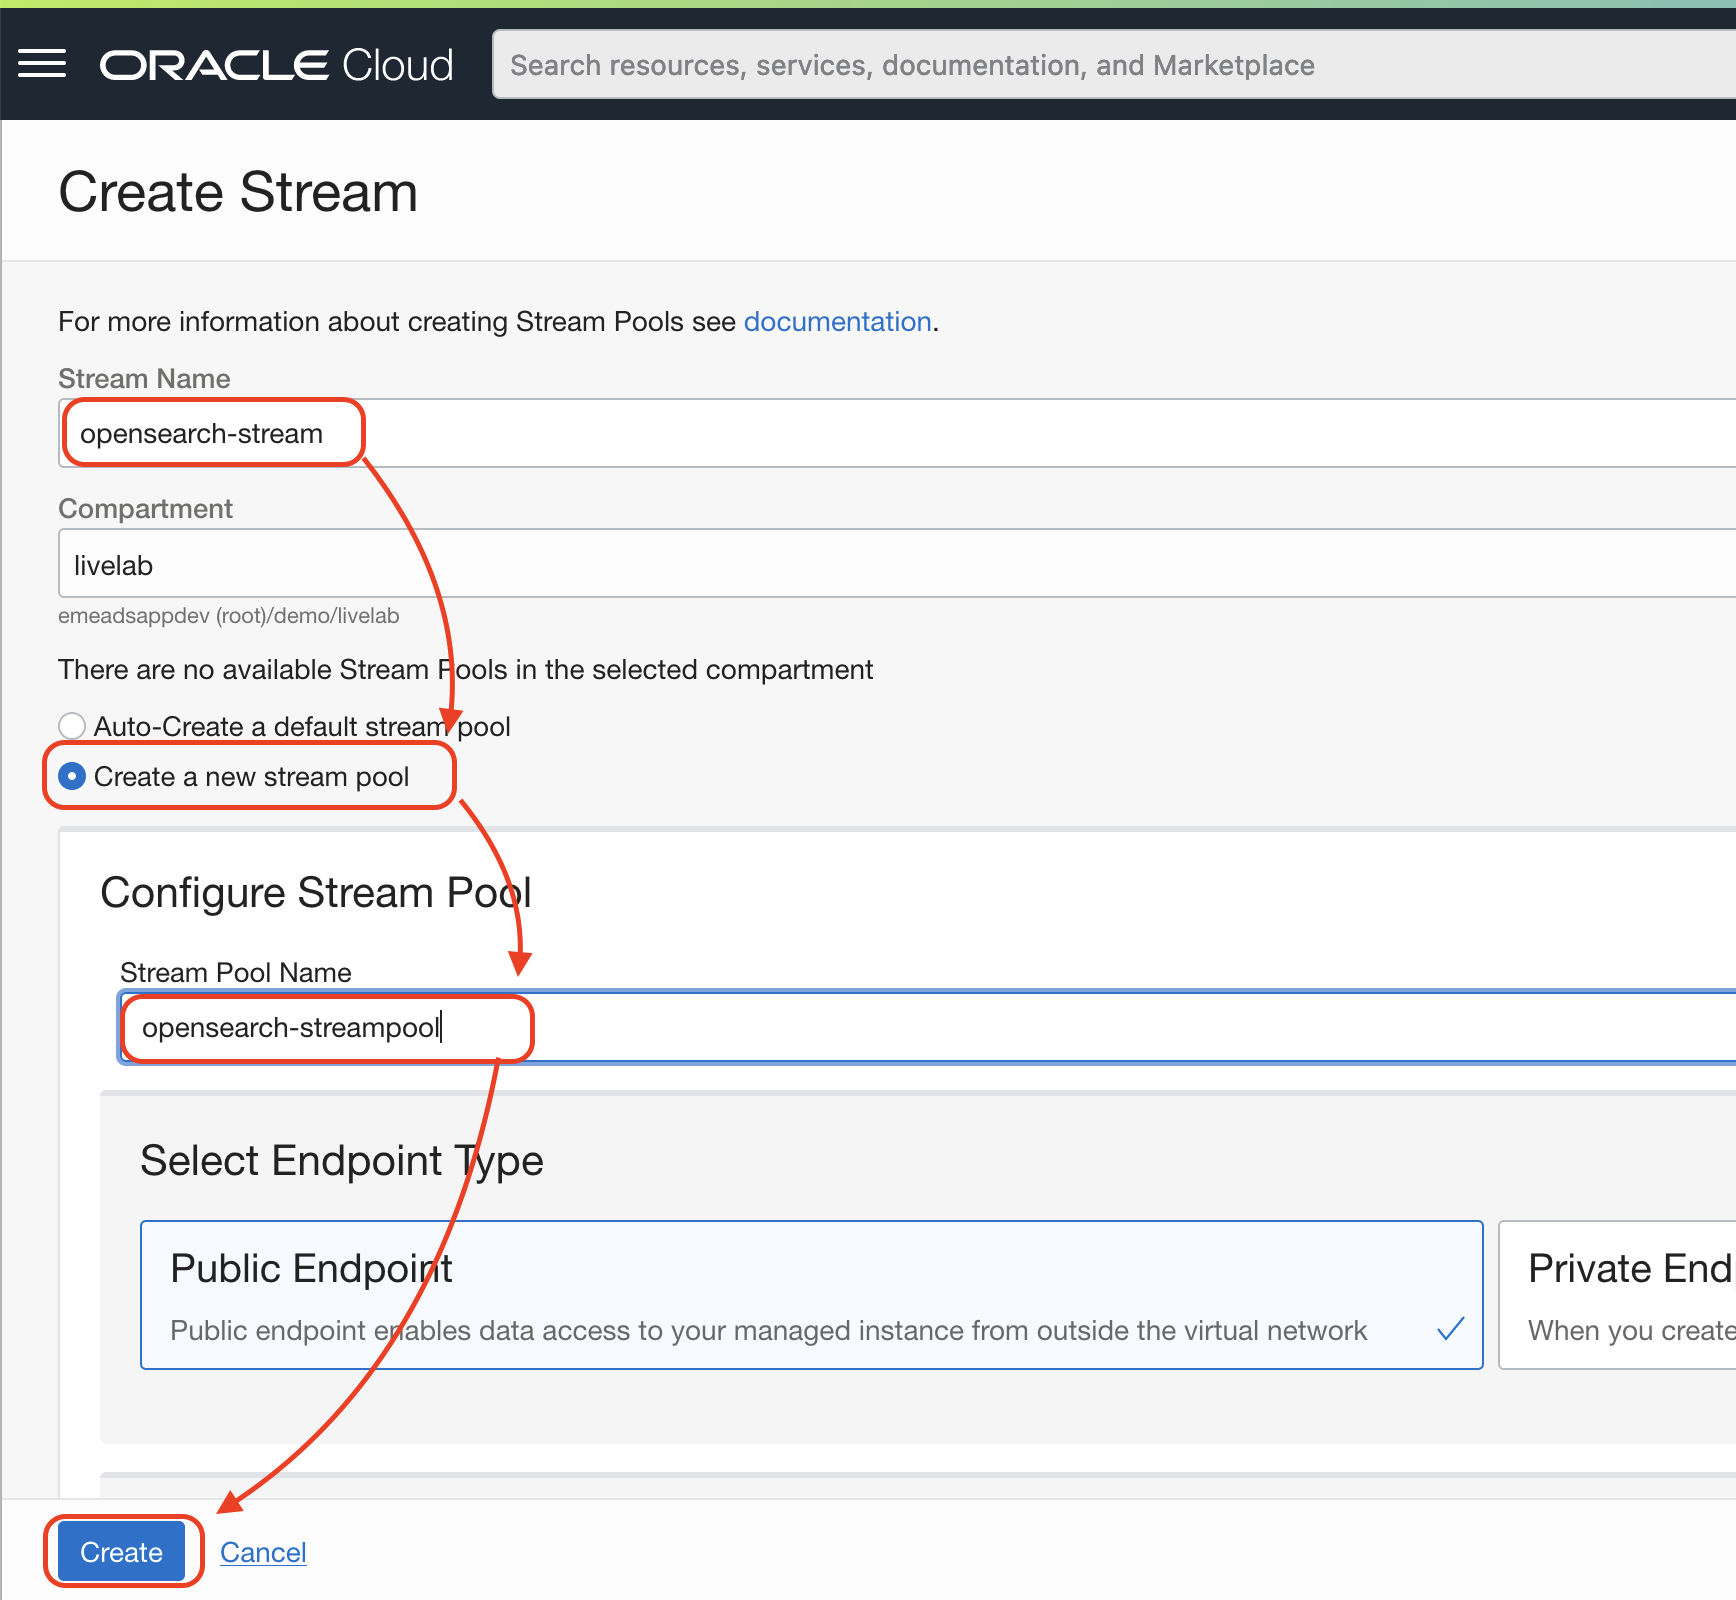 ORACLE Cloud
Search resources, services, documentation, and Marketplace
Create Stream
For more information about creating Stream Pools see documentation.
Stream Name
opensearch-stream
Compartment
livelab
emeadsappdev (root)/demo/livelab
There are no available Stream Pools in the selected compartment
Auto-Create a default stream pool
Create a new stream pool
Configure Stream Pool
Stream Pool Name
opensearch-streampool
Select Endpoint Type
Public Endpoint
Public endpoint enables data access to your managed instance from outside the virtual network
Private End
When you create
Create
Cancel